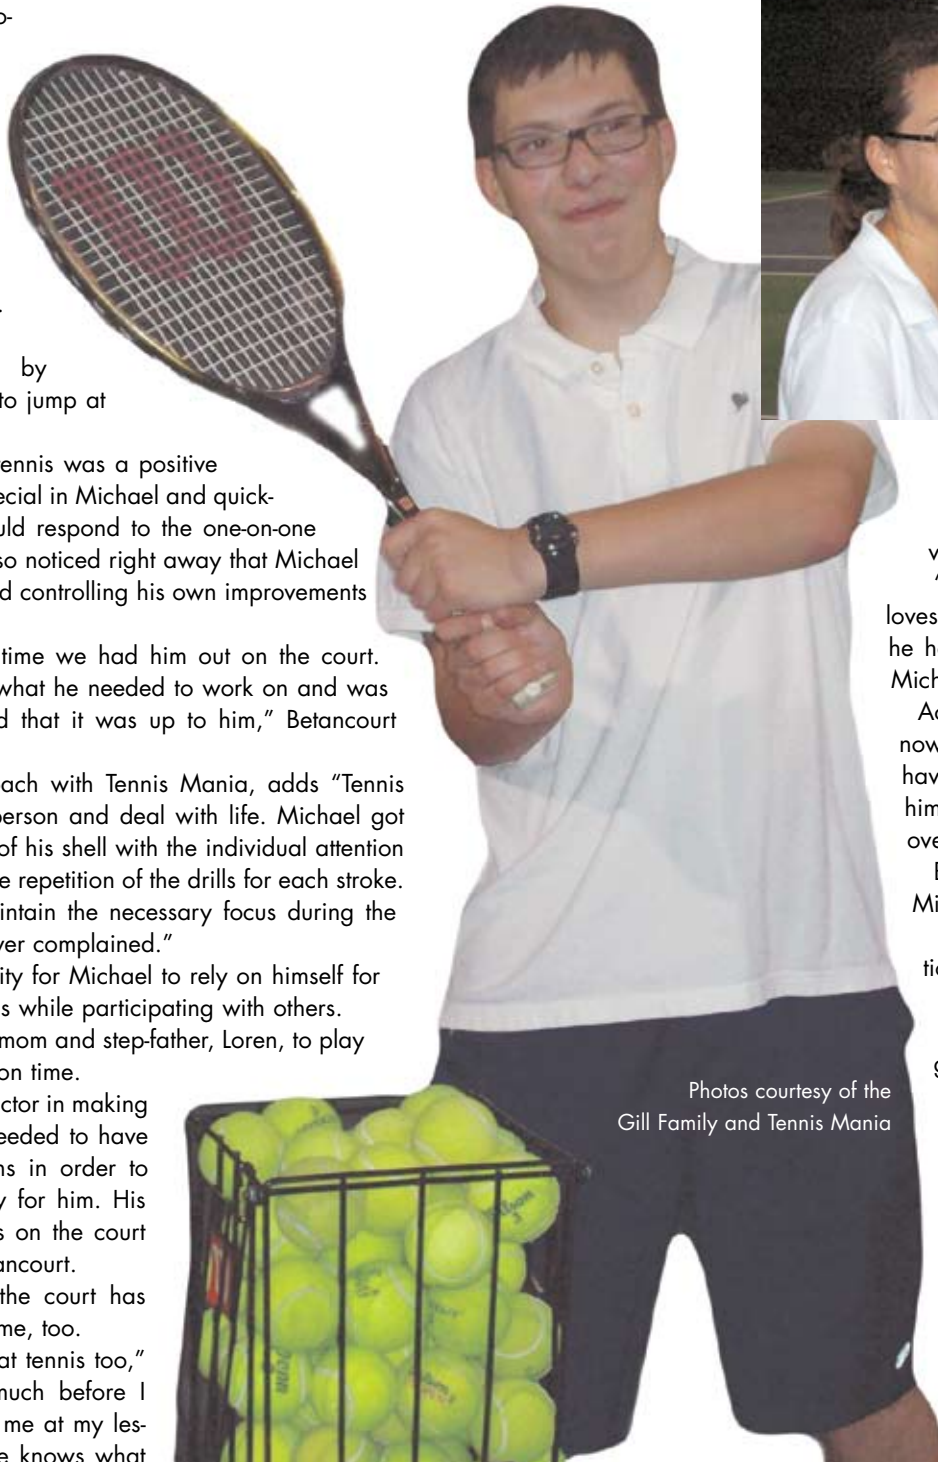 by
to jump at
tennis was a positive
ecial in Michael and quick-
uld respond to the one-on-one
so noticed right away that Michael
d controlling his own improvements
time we had him out on the court.
what he needed to work on and was
d that it was up to him,” Betancourt
ach with Tennis Mania, adds “Tennis
person and deal with life. Michael got
of his shell with the individual attention
e repetition of the drills for each stroke.
intain the necessary focus during the
ver complained.”
ity for Michael to rely on himself for
s while participating with others.
mom and step-father, Loren, to play
on time.
ctor in making
eeded to have
ns in order to
y for him. His
s on the court
ancourt.
the court has
me, too.
at tennis too,”
much before I
me at my les-
e knows what
loves
he h
Mich
Ac
now
hav
him
ove
Mi
tic
g
Photos courtesy of the
Gill Family and Tennis Mania